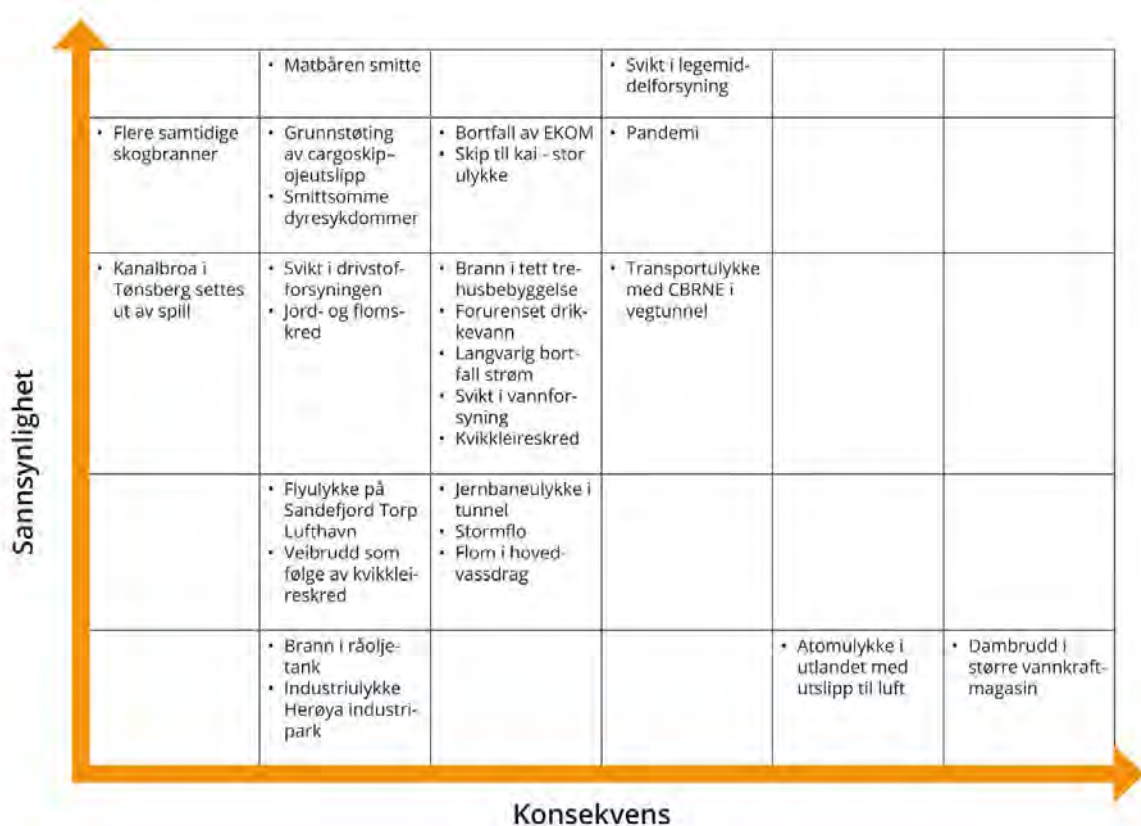 • Matbåren smitte
• Svikt i legemid-
delforsyning
• Flere samtidige
skogbranner
• Grunnstøting
av cargoskip–
ojeutslipp
• Smittsomme
dyresykdommer
• Bortfall av EKOM
• Skip til kai - stor
ulykke
• Pandemi
• Kanalbroa i
Tønsberg settes
ut av spill
• Svikt i drivstof-
forsyningen
• Jord- og floms-
kred
• Brann i tett tre-
husbebyggelse
• Forurenset drik-
kevann
• Langvarig bort-
fall strøm
• Svikt i vannfor-
syning
• Kvikkleireskred
• Transportulykke
med CBRNE i
vegtunnel
• Flyulykke på
Sandefjord Torp
Lufthavn
• Veibrudd som
følge av kvikklei-
reskred
• Jernbaneulykke i
tunnel
• Stormflo
• Flom i hoved-
vassdrag
• Brann i råolje-
tank
• Industriulykke
Herøya industri-
park
• Atomulykke i
utlandet med
utslipp til luft
• Dambrudd i
større vannkraft-
magasin
Sannsynlighet
Konsekvens